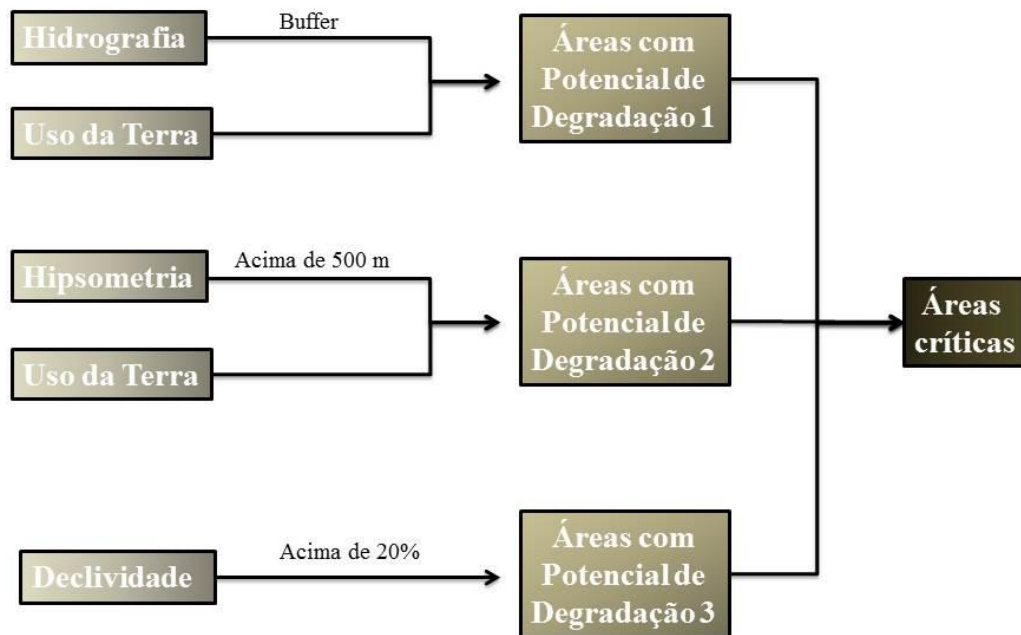 Hidrografia
Buffer
Uso da Terra
Áreas com
Potencial de
Degradação 1
Hipsometria
Acima de 500 m
Uso da Terra
Áreas com
Potencial de
Degradação 2
Declividade
Acima de 20%
Áreas com
Potencial de
Degradação 3
Áreas
críticas